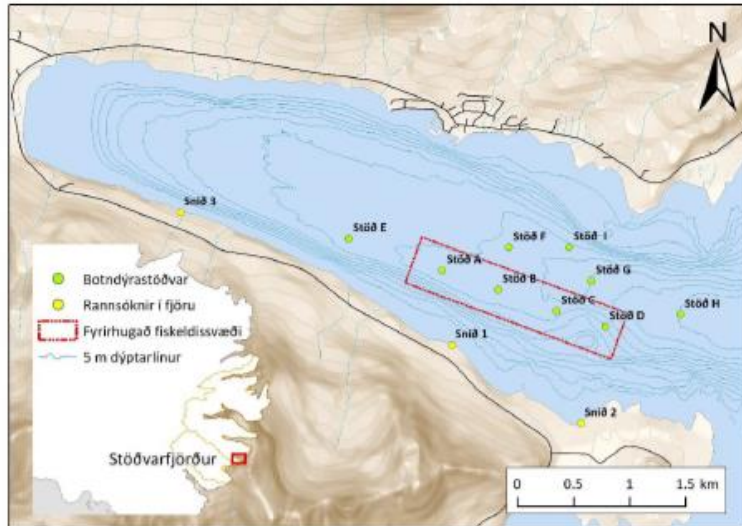 N
Snið 3
Stöð E
Stöð F
Stöð I
Stöð A
Stöð G
Stöð B
Stöð C
Stöð H
Stöð D
Snið 1
Snið 2
Botndýrastöðvar
Rannsóknir í fjöru
Fyrirhugað fiskeldissvæði
5 m dýptarlínur
Stöðvarfjörður
0 0.5 1 1.5 km